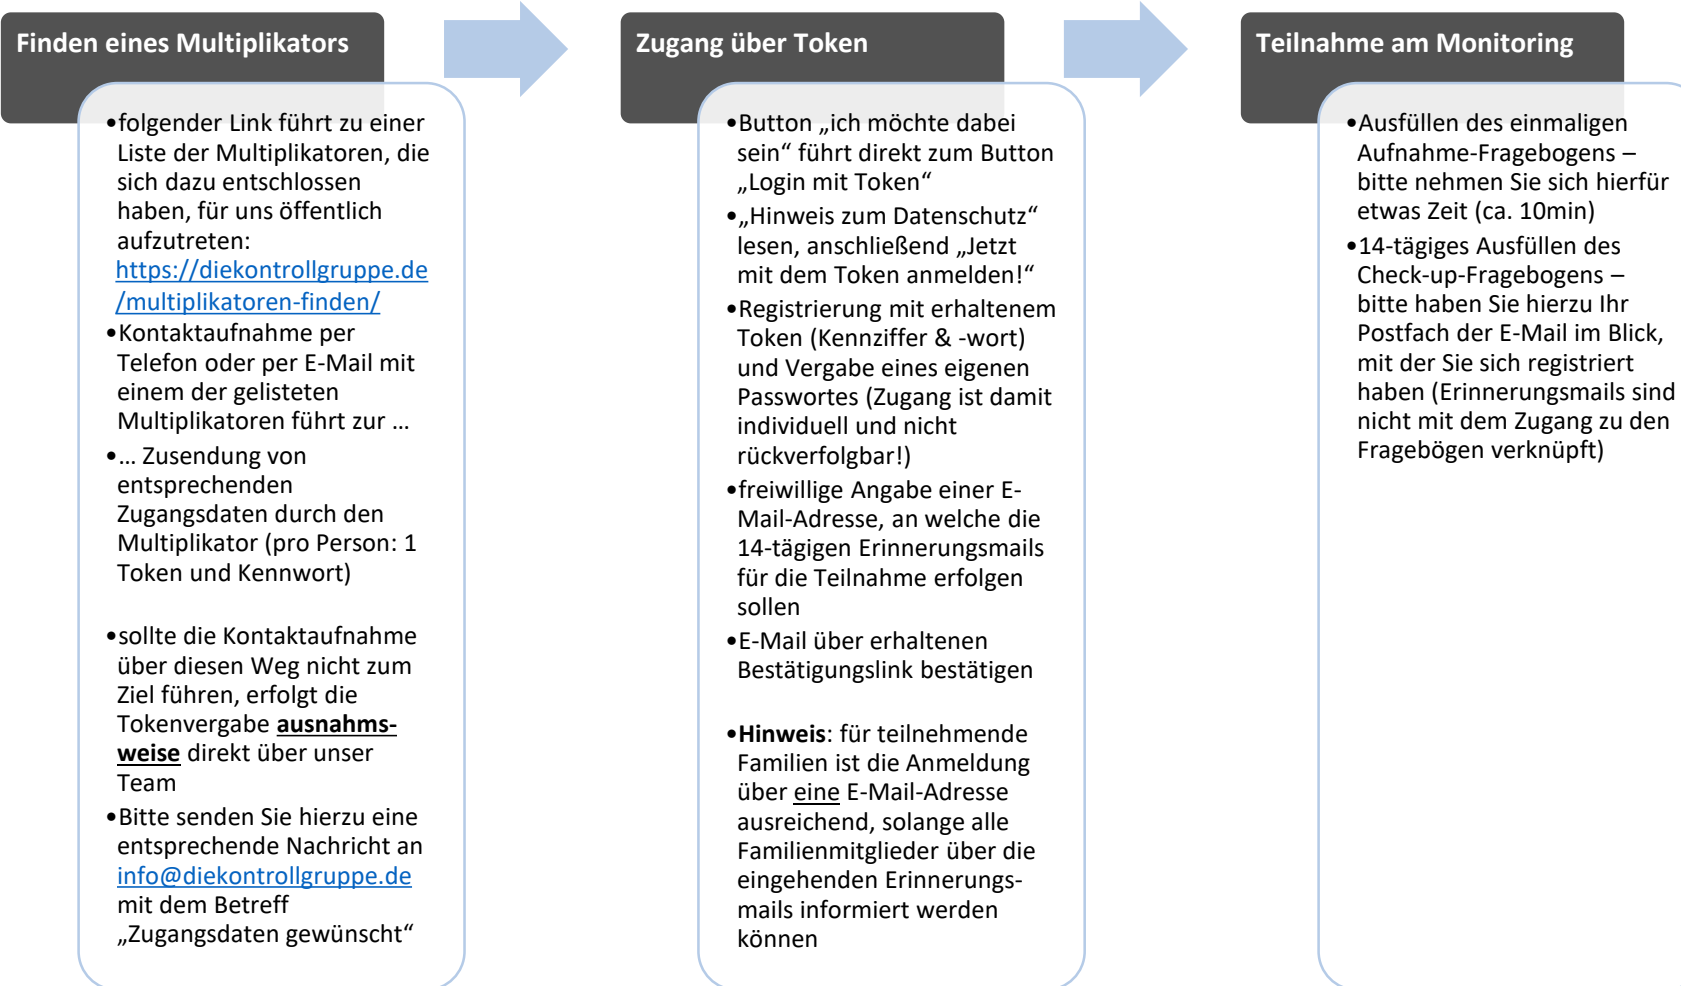 Finden eines Multiplikators
•folgender Link führt zu einer
Liste der Multiplikatoren, die
sich dazu entschlossen
haben, für uns öffentlich
aufzutreten:
https://diekontrollgruppe.de
/multiplikatoren-finden/
•Kontaktaufnahme per
Telefon oder per E-Mail mit
einem der gelisteten
Multiplikatoren führt zur …
•… Zusendung von
entsprechenden
Zugangsdaten durch den
Multiplikator (pro Person: 1
Token und Kennwort)
•sollte die Kontaktaufnahme
über diesen Weg nicht zum
Ziel führen, erfolgt die
Tokenvergabe ausnahms-
weise direkt über unser
Team
•Bitte senden Sie hierzu eine
entsprechende Nachricht an
info@diekontrollgruppe.de
mit dem Betreff
„Zugangsdaten gewünscht“
Zugang über Token
•Button „ich möchte dabei
sein“ führt direkt zum Button
„Login mit Token“
•„Hinweis zum Datenschutz“
lesen, anschließend „Jetzt
mit dem Token anmelden!“
•Registrierung mit erhaltenem
Token (Kennziffer & -wort)
und Vergabe eines eigenen
Passwortes (Zugang ist damit
individuell und nicht
rückverfolgbar!)
•freiwillige Angabe einer E-
Mail-Adresse, an welche die
14-tägigen Erinnerungsmails
für die Teilnahme erfolgen
sollen
•E-Mail über erhaltenen
Bestätigungslink bestätigen
•Hinweis: für teilnehmende
Familien ist die Anmeldung
über eine E-Mail-Adresse
ausreichend, solange alle
Familienmitglieder über die
eingehenden Erinnerungs-
mails informiert werden
können
Teilnahme am Monitoring
•Ausfüllen des einmaligen
Aufnahme-Fragebogens –
bitte nehmen Sie sich hierfür
etwas Zeit (ca. 10min)
•14-tägiges Ausfüllen des
Check-up-Fragebogens –
bitte haben Sie hierzu Ihr
Postfach der E-Mail im Blick,
mit der Sie sich registriert
haben (Erinnerungsmails sind
nicht mit dem Zugang zu den
Fragebögen verknüpft)